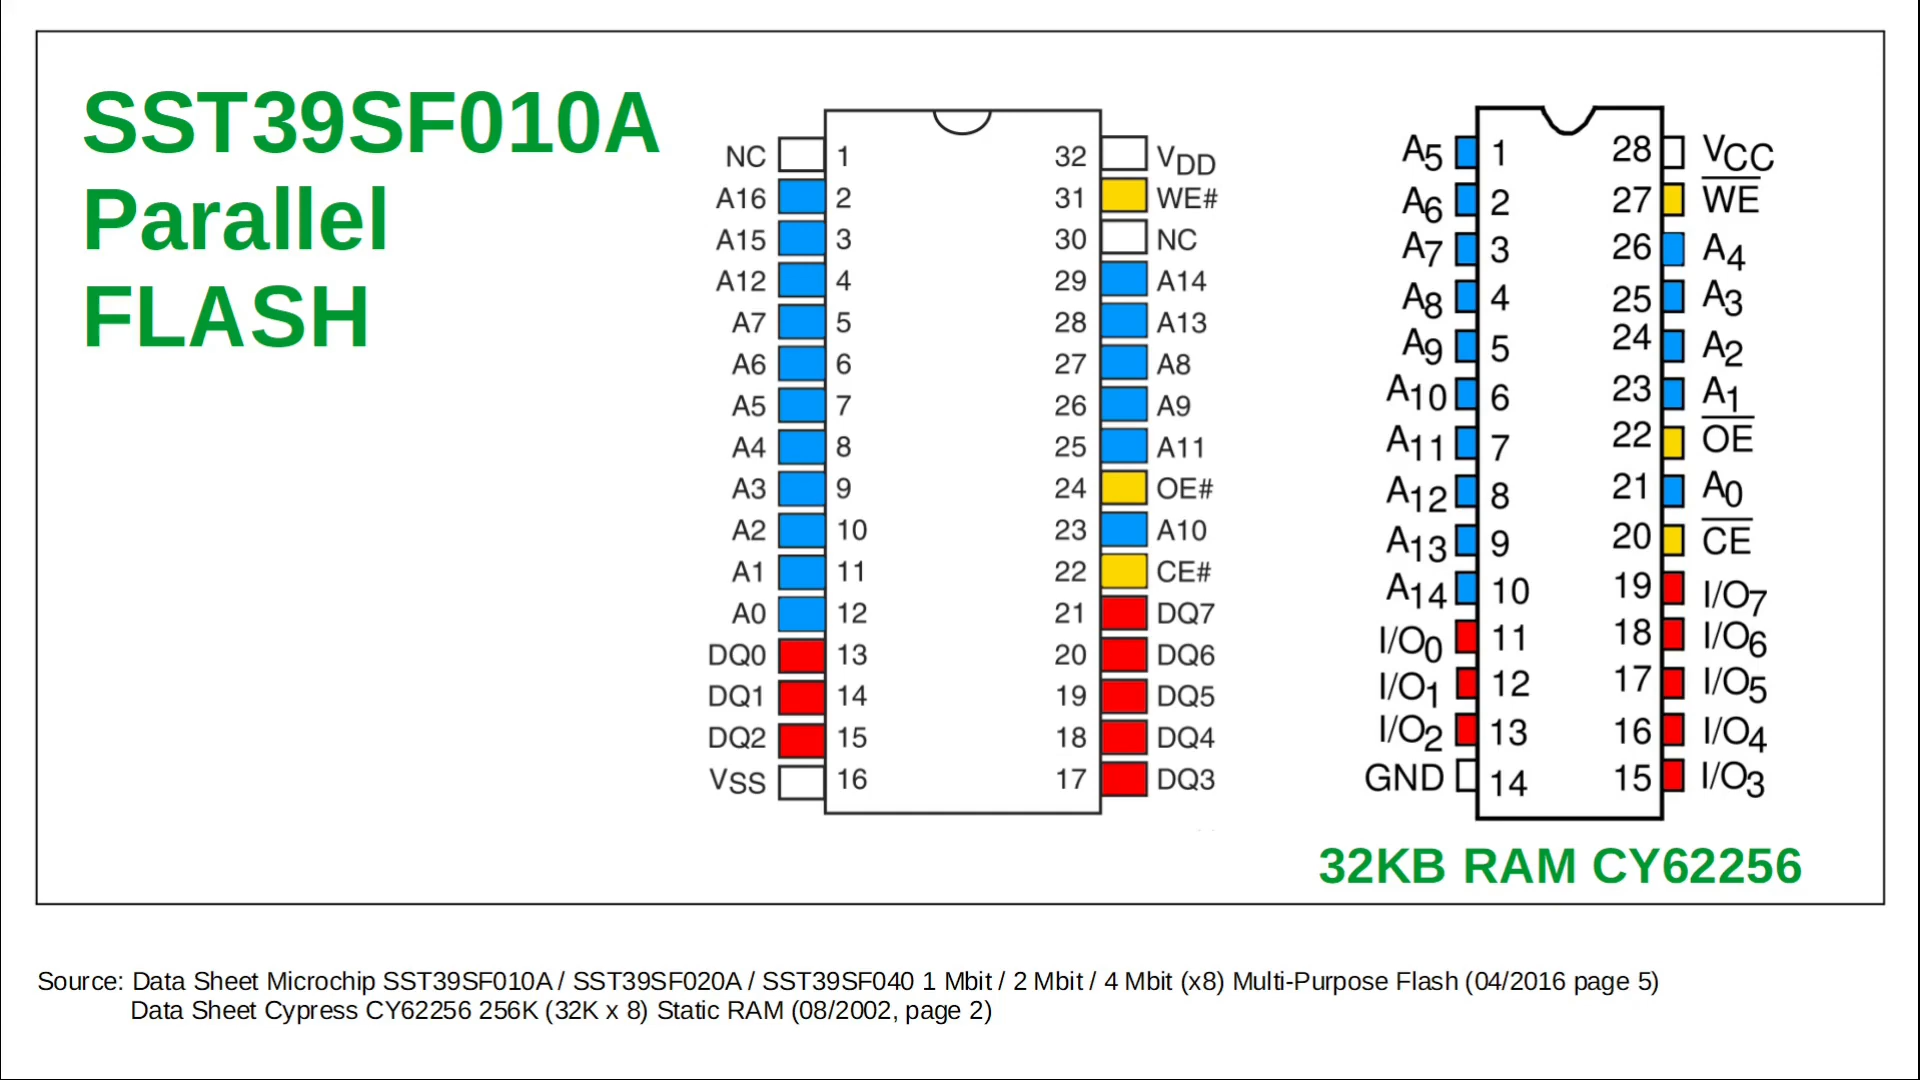 SST39SF010A
Parallel
FLASH
NC 1 32 VDD
A16 2 31 WE#
A15 3 30 NC
A12 4 29 A14
A7 5 28 A13
A6 6 27 A8
A5 7 26 A9
A4 8 25 A11
A3 9 24 OE#
A2 10 23 A10
A1 11 22 CE#
A0 12 21 DQ7
DQ0 13 20 DQ6
DQ1 14 19 DQ5
DQ2 15 18 DQ4
VSS 16 17 DQ3
A5 1 28 VCC
A6 2 27 WE
A7 3 26 A4
A8 4 25 A3
A9 5 24 A2
A10 6 23 A1
A11 7 22 OE
A12 8 21 A0
A13 9 20 CE
A14 10 19 I/O7
I/O0 11 18 I/O6
I/O1 12 17 I/O5
I/O2 13 16 I/O4
GND 14 15 I/O3
32KB RAM CY62256
Source: Data Sheet Microchip SST39SF010A / SST39SF020A / SST39SF040 1 Mbit / 2 Mbit / 4 Mbit (x8) Multi-Purpose Flash (04/2016 page 5)
Data Sheet Cypress CY62256 256K (32K x 8) Static RAM (08/2002, page 2)